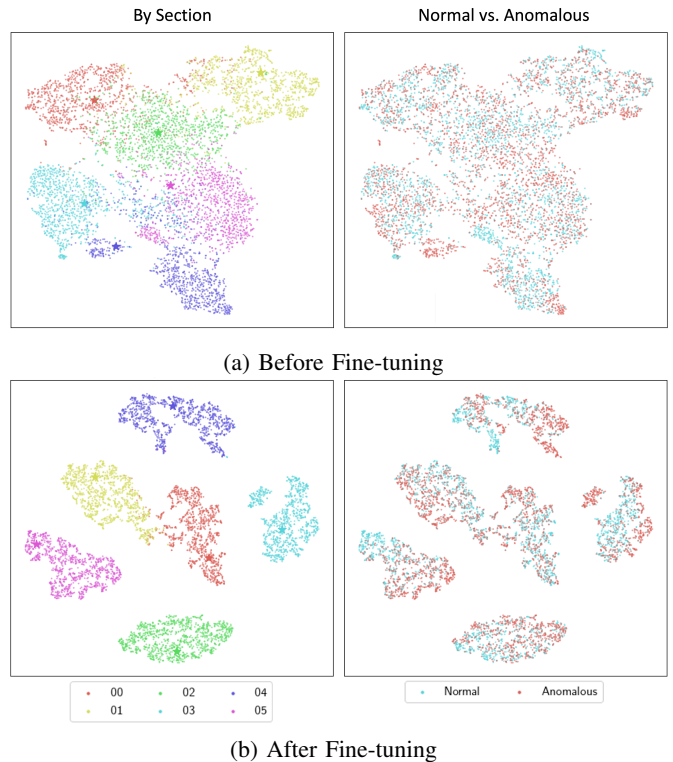 By Section
Normal vs. Anomalous
(a) Before Fine-tuning
00 02 04
01 03 05
Normal Anomalous
(b) After Fine-tuning